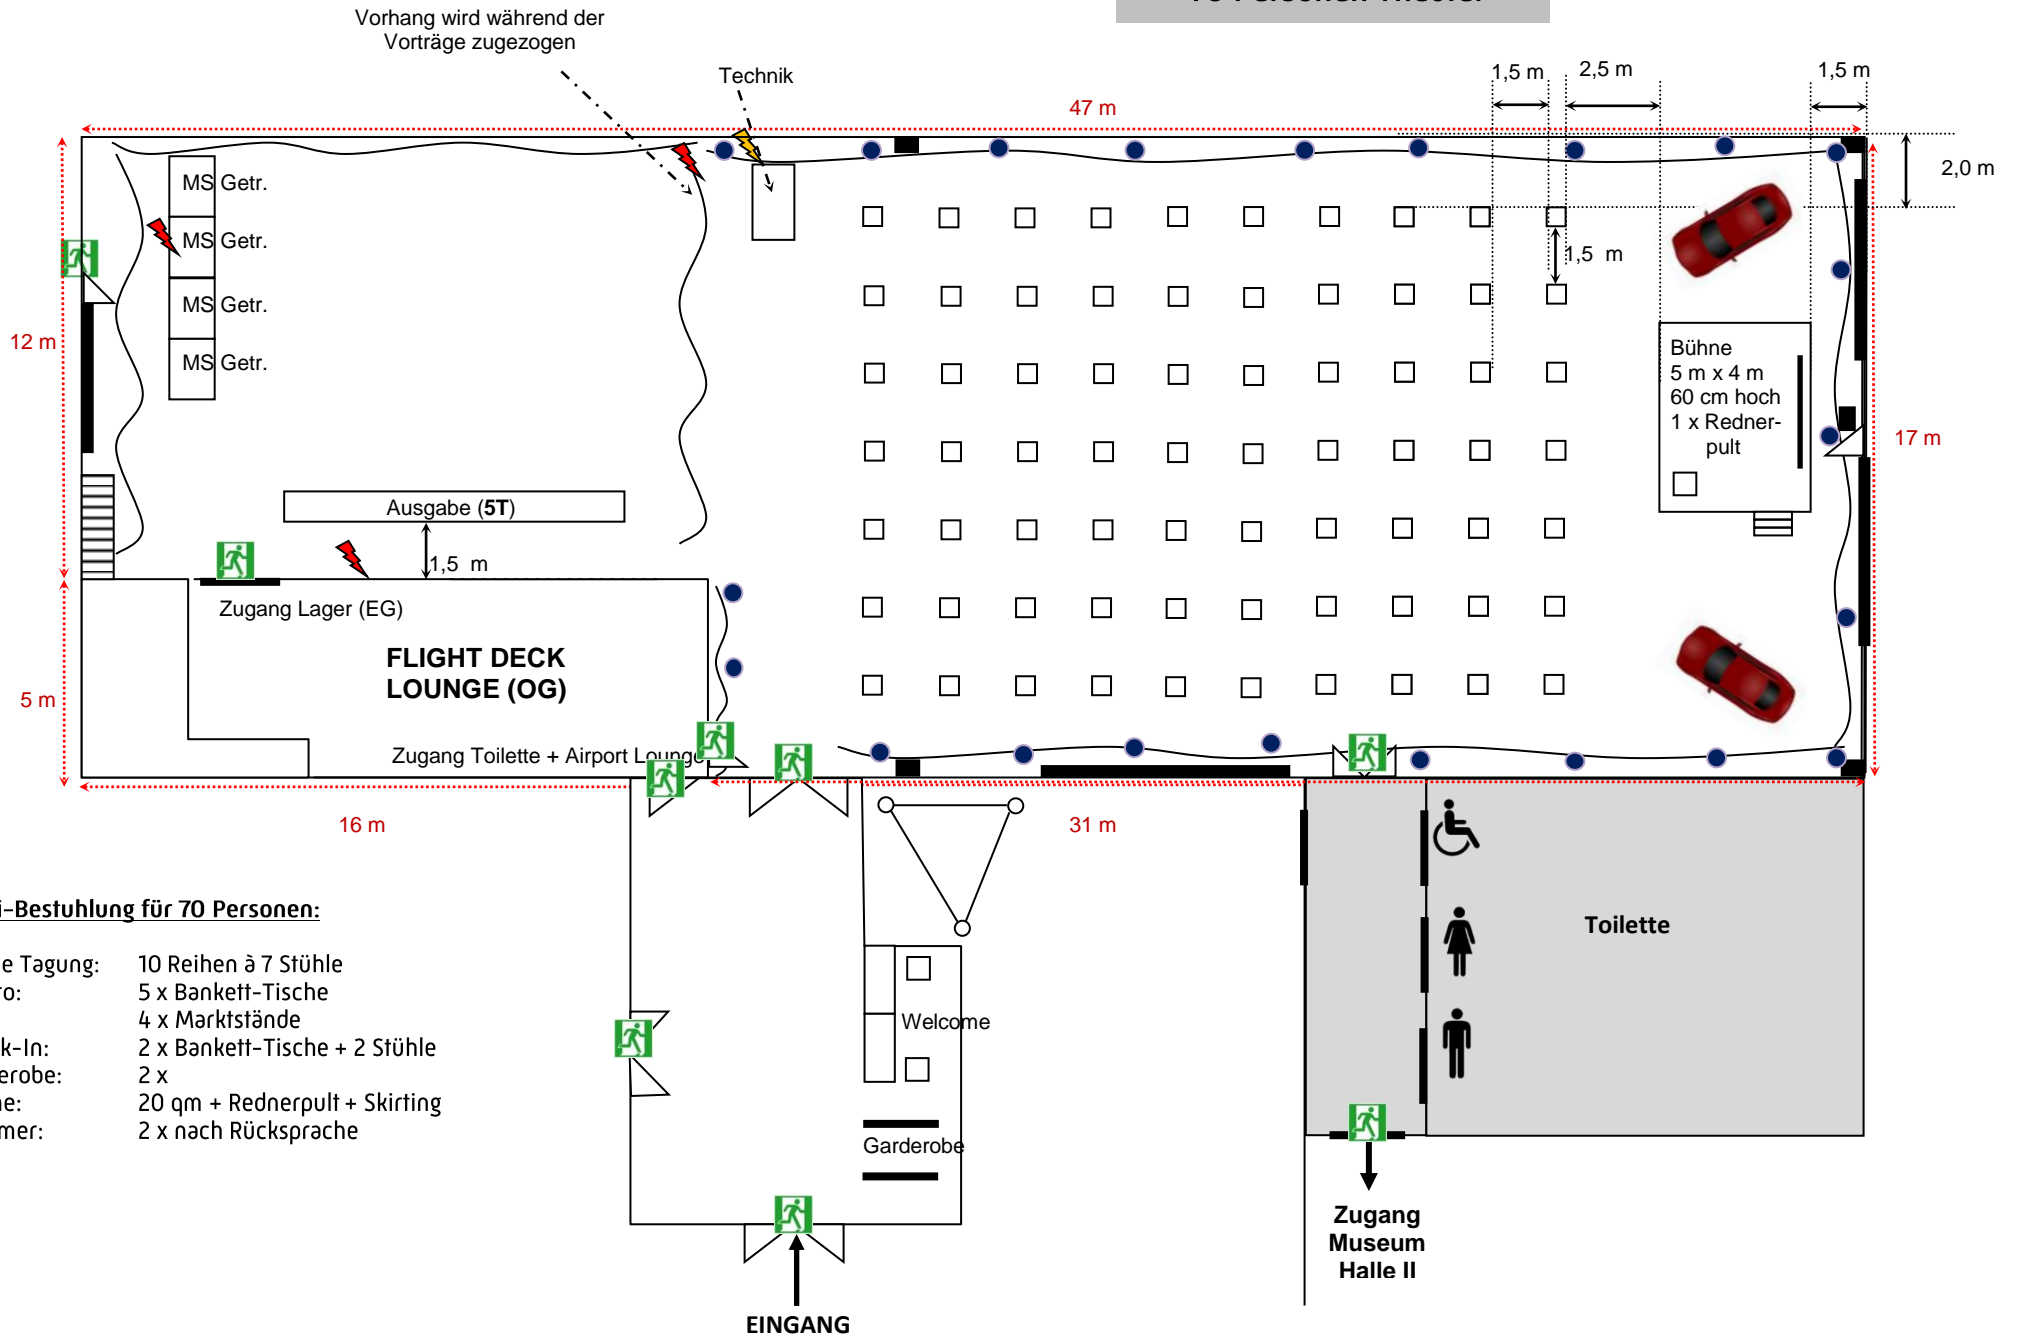 Vorhang wird während der
Vorträge zugezogen
Technik
47 m
1,5 m
2,5 m
1,5 m
2,0 m
MS Getr.
MS Getr.
MS Getr.
MS Getr.
1,5 m
12 m
Bühne
5 m x 4 m
60 cm hoch
1 x Redner-
pult
17 m
Ausgabe (5T)
1,5 m
Zugang Lager (EG)
FLIGHT DECK
LOUNGE (OG)
5 m
Zugang Toilette + Airport Lounge
16 m
31 m
i-Bestuhlung für 70 Personen:
e Tagung: 10 Reihen à 7 Stühle
ro: 5 x Bankett-Tische
4 x Marktstände
k-In: 2 x Bankett-Tische + 2 Stühle
erobe: 2 x
ne: 20 qm + Rednerpult + Skirting
mer: 2 x nach Rücksprache
Welcome
Garderobe
Toilette
Zugang
Museum
Halle II
EINGANG